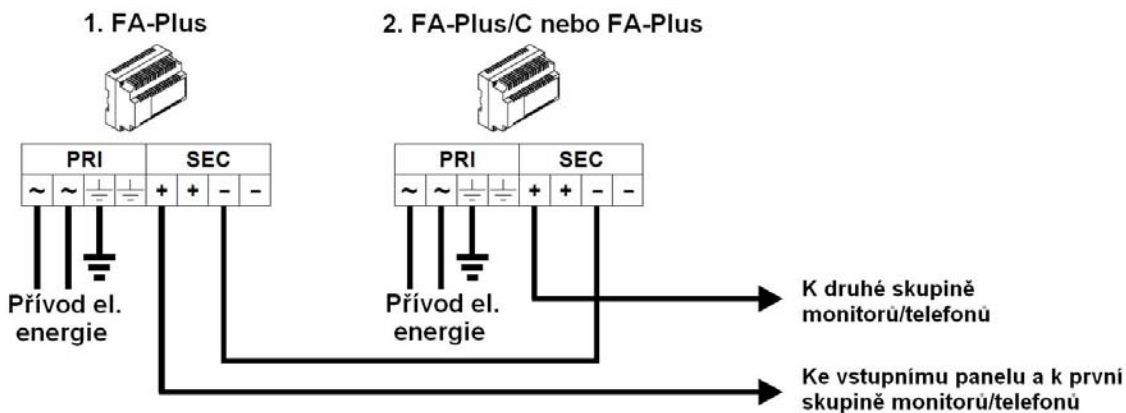 1. FA-Plus
2. FA-Plus/C nebo FA-Plus
PRI SEC
~ ~ + + – –
PRI SEC
~ ~ + + – –
Přívod el.
energie
Přívod el.
energie
K druhé skupině
monitorů/telefonů
Ke vstupnímu panelu a k první
skupině monitorů/telefonů